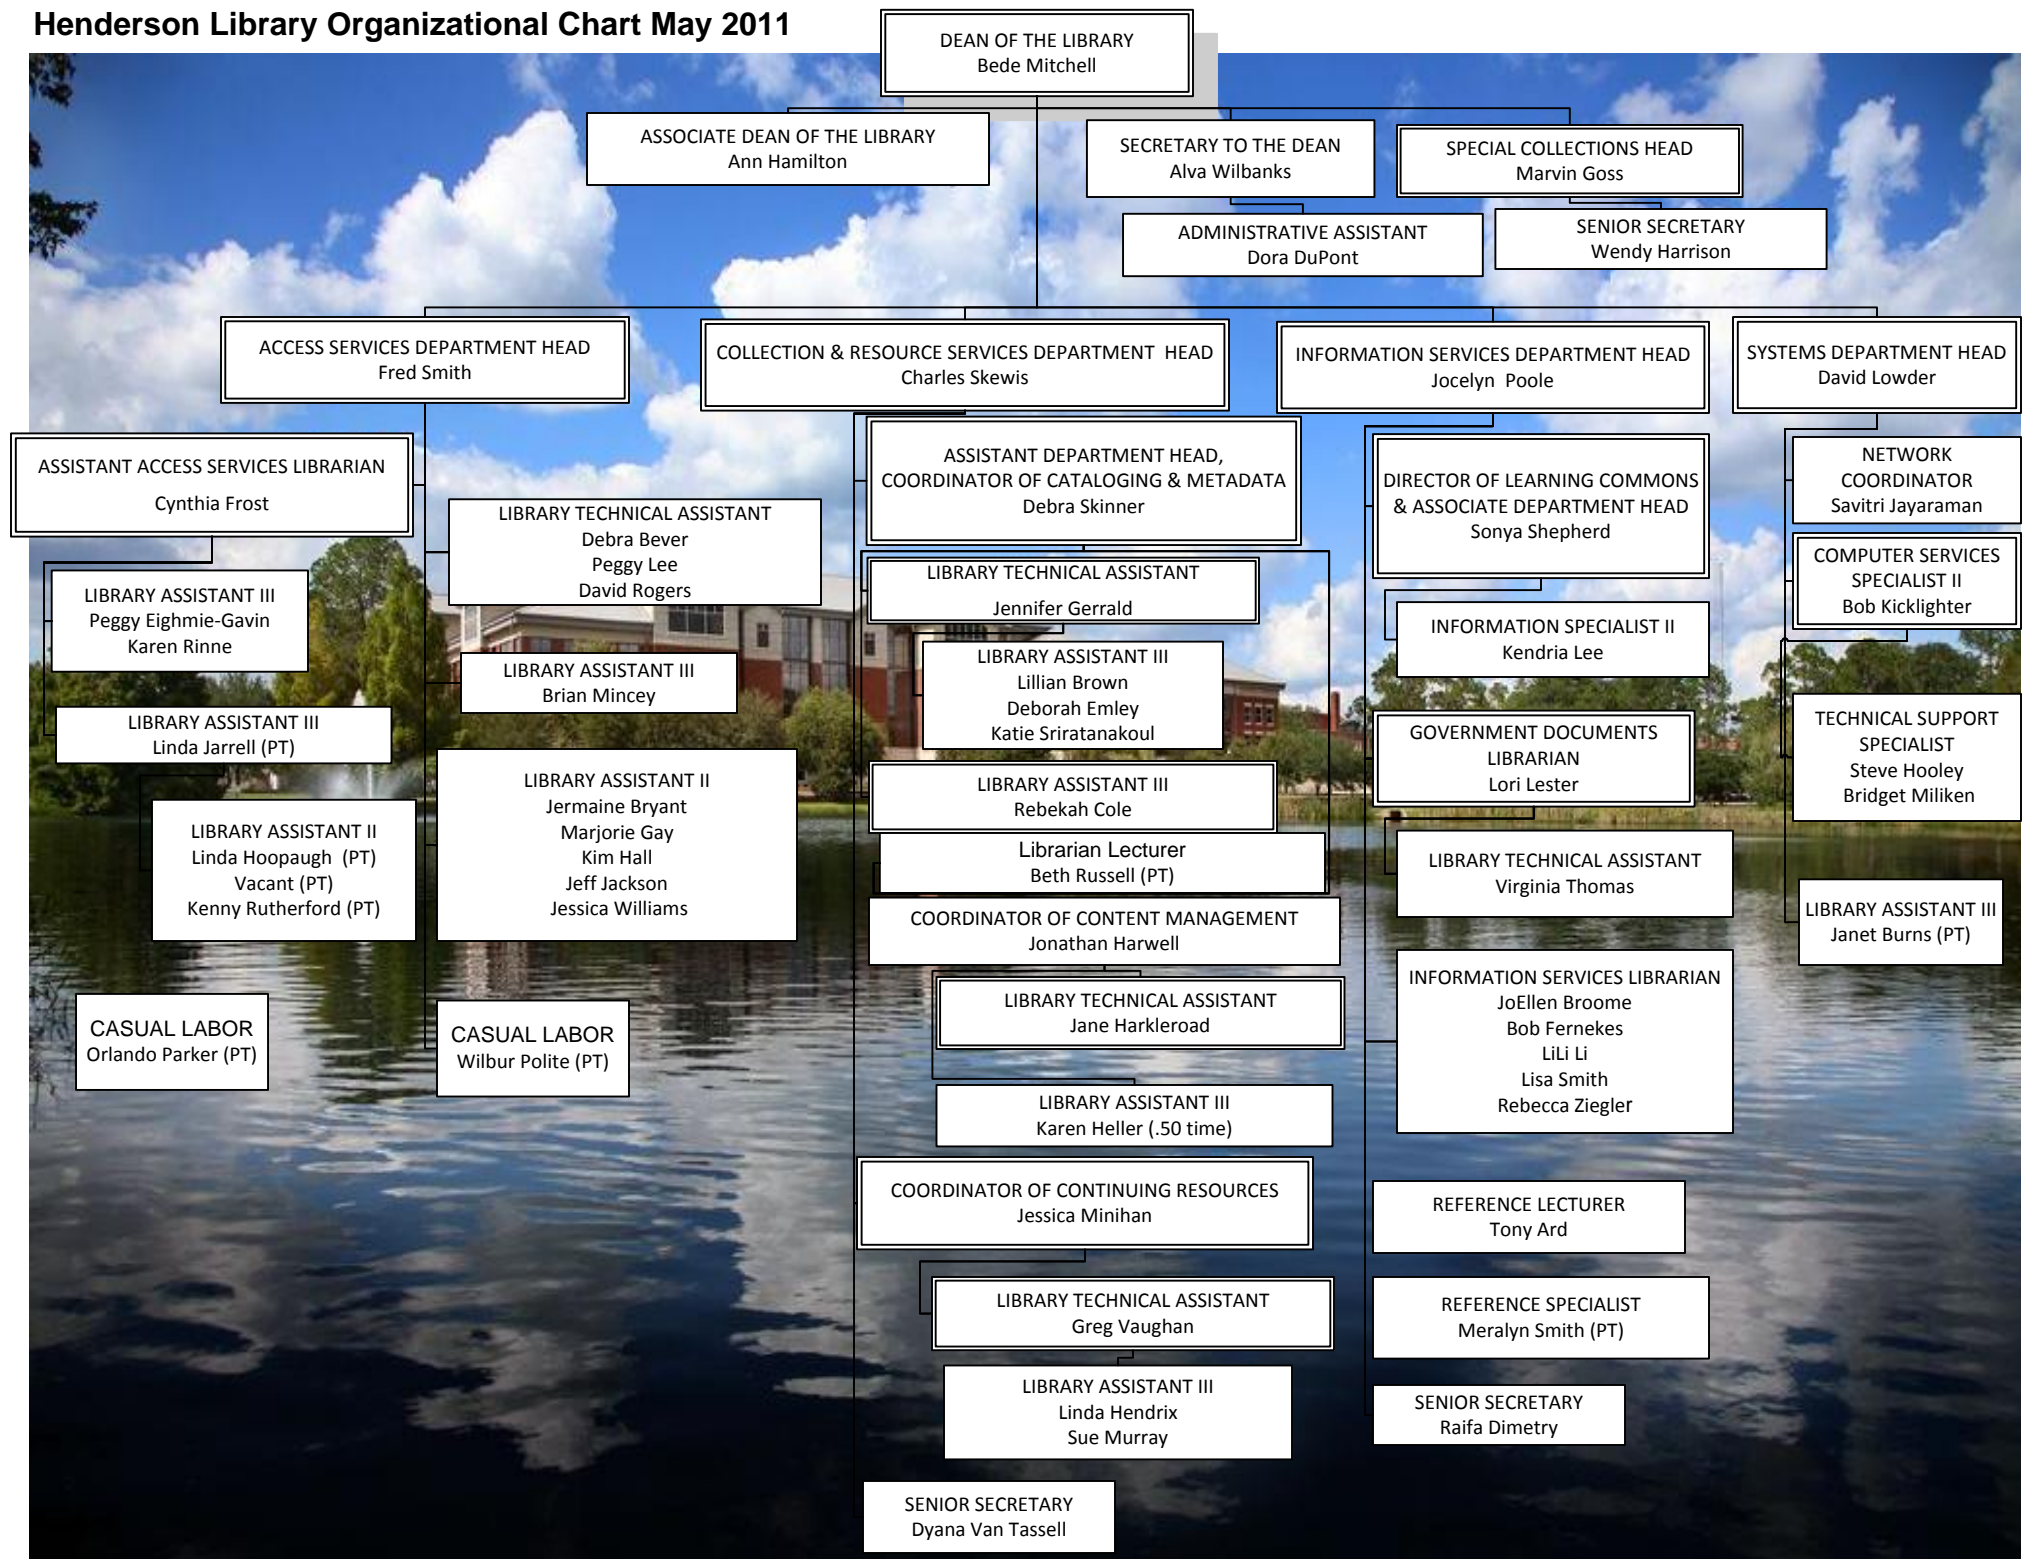 Henderson Library Organizational Chart May 2011
DEAN OF THE LIBRARY
Bede Mitchell
ASSOCIATE DEAN OF THE LIBRARY
Ann Hamilton
SECRETARY TO THE DEAN
Alva Wilbanks
SPECIAL COLLECTIONS HEAD
Marvin Goss
ADMINISTRATIVE ASSISTANT
Dora DuPont
SENIOR SECRETARY
Wendy Harrison
ACCESS SERVICES DEPARTMENT HEAD
Fred Smith
COLLECTION & RESOURCE SERVICES DEPARTMENT HEAD
Charles Skewis
INFORMATION SERVICES DEPARTMENT HEAD
Jocelyn Poole
SYSTEMS DEPARTMENT HEAD
David Lowder
ASSISTANT ACCESS SERVICES LIBRARIAN
Cynthia Frost
LIBRARY ASSISTANT III
Peggy Eighmie-Gavin
Karen Rinne
LIBRARY ASSISTANT III
Linda Jarrell (PT)
LIBRARY ASSISTANT II
Linda Hoopaugh (PT)
Vacant (PT)
Kenny Rutherford (PT)
CASUAL LABOR
Orlando Parker (PT)
LIBRARY TECHNICAL ASSISTANT
Debra Bever
Peggy Lee
David Rogers
LIBRARY ASSISTANT III
Brian Mincey
LIBRARY ASSISTANT II
Jermaine Bryant
Marjorie Gay
Kim Hall
Jeff Jackson
Jessica Williams
CASUAL LABOR
Wilbur Polite (PT)
ASSISTANT DEPARTMENT HEAD,
COORDINATOR OF CATALOGING & METADATA
Debra Skinner
LIBRARY TECHNICAL ASSISTANT
Jennifer Gerrald
LIBRARY ASSISTANT III
Lillian Brown
Deborah Emley
Katie Sriratanakoul
LIBRARY ASSISTANT III
Rebekah Cole
Librarian Lecturer
Beth Russell (PT)
COORDINATOR OF CONTENT MANAGEMENT
Jonathan Harwell
LIBRARY TECHNICAL ASSISTANT
Jane Harkleroad
LIBRARY ASSISTANT III
Karen Heller (.50 time)
COORDINATOR OF CONTINUING RESOURCES
Jessica Minihan
LIBRARY TECHNICAL ASSISTANT
Greg Vaughan
LIBRARY ASSISTANT III
Linda Hendrix
Sue Murray
SENIOR SECRETARY
Dyana Van Tassell
DIRECTOR OF LEARNING COMMONS
& ASSOCIATE DEPARTMENT HEAD
Sonya Shepherd
INFORMATION SPECIALIST II
Kendria Lee
GOVERNMENT DOCUMENTS
LIBRARIAN
Lori Lester
LIBRARY TECHNICAL ASSISTANT
Virginia Thomas
INFORMATION SERVICES LIBRARIAN
JoEllen Broome
Bob Fernekes
LiLi Li
Lisa Smith
Rebecca Ziegler
REFERENCE LECTURER
Tony Ard
REFERENCE SPECIALIST
Meralyn Smith (PT)
SENIOR SECRETARY
Raifa Dimetry
NETWORK
COORDINATOR
Savitri Jayaraman
COMPUTER SERVICES
SPECIALIST II
Bob Kicklighter
TECHNICAL SUPPORT
SPECIALIST
Steve Hooley
Bridget Miliken
LIBRARY ASSISTANT III
Janet Burns (PT)